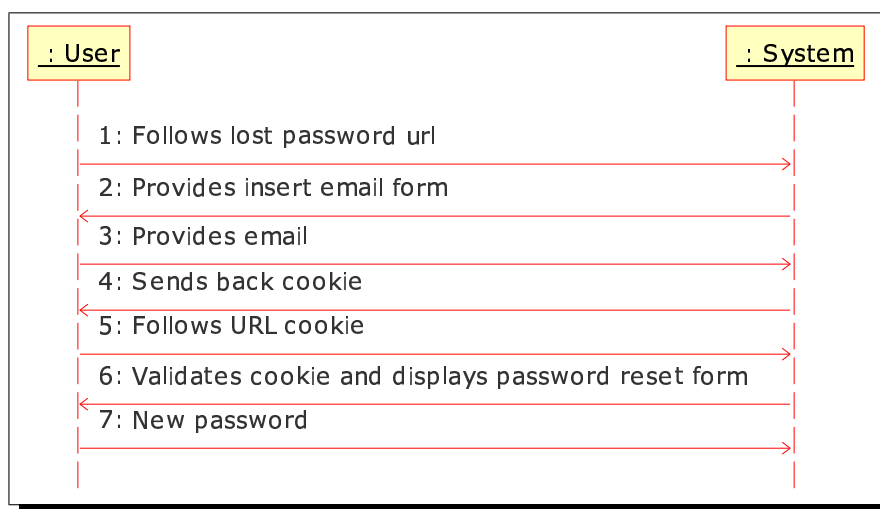 : User
: System
1: Follows lost password url
2: Provides insert email form
3: Provides email
4: Sends back cookie
5: Follows URL cookie
6: Validates cookie and displays password reset form
7: New password